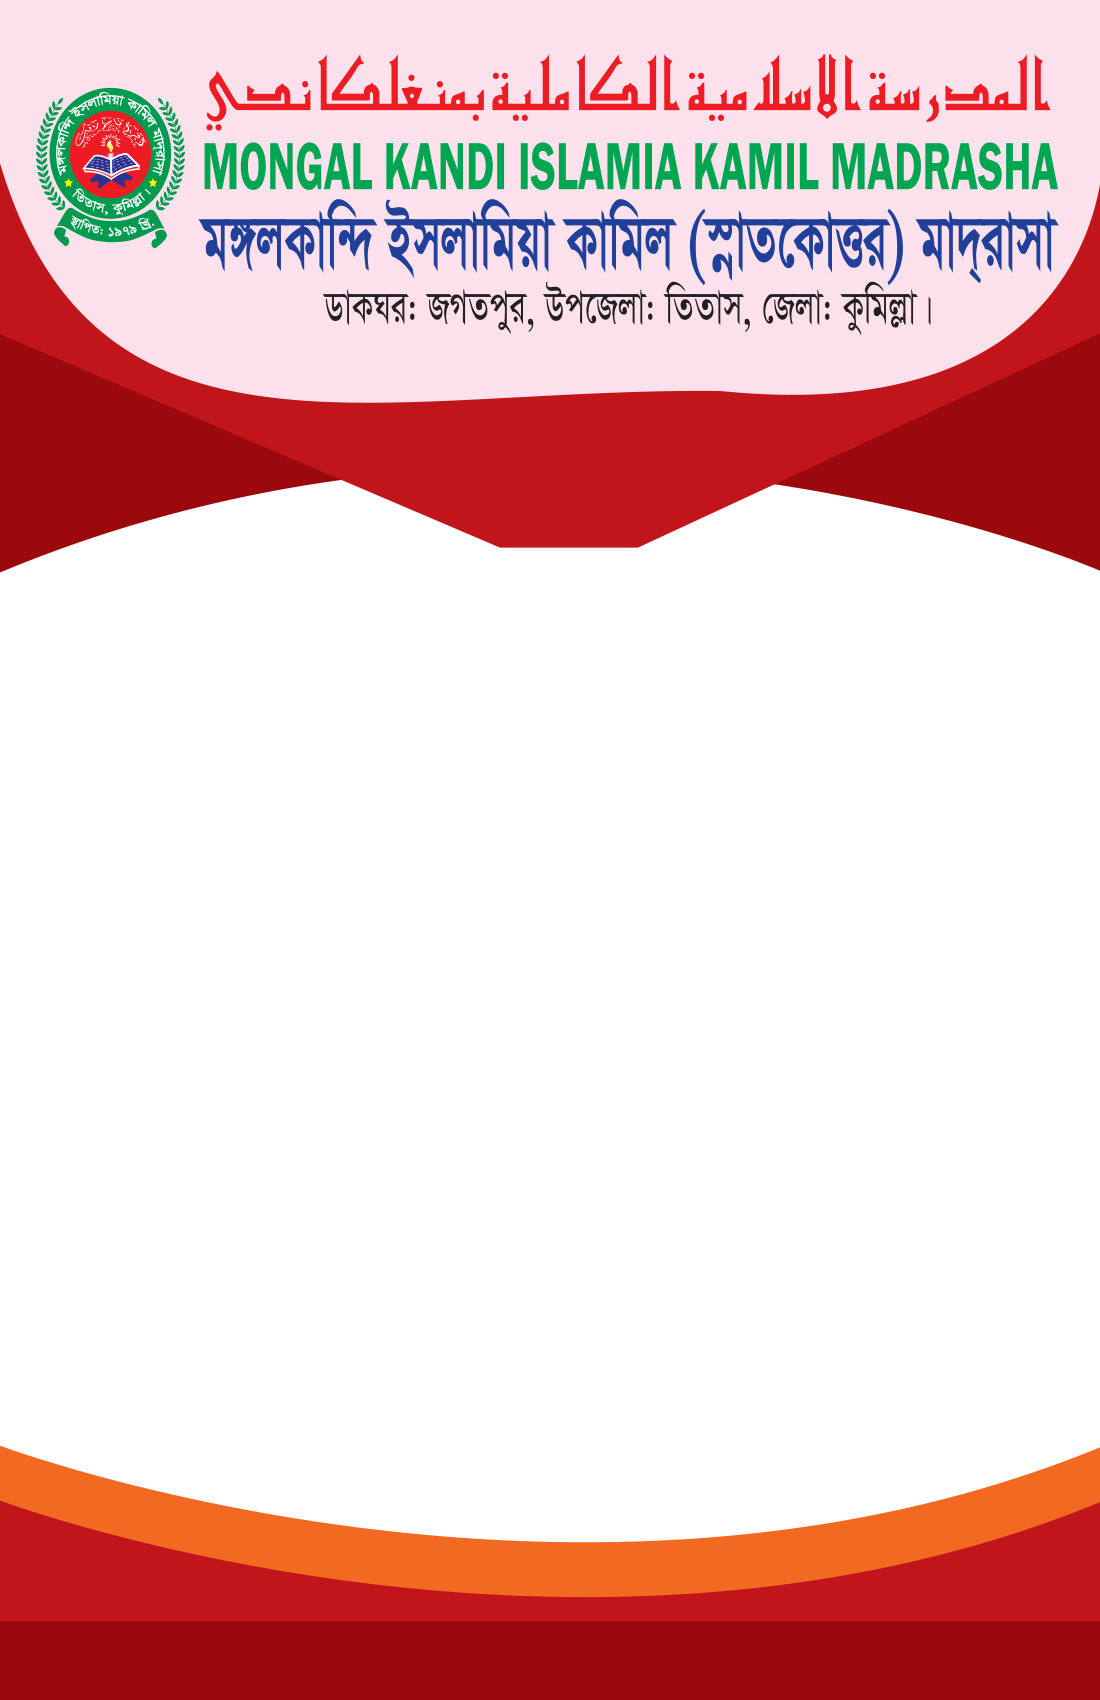 المدرسة الاسلامية الكاملية بمنغلكاندي
MONGAL KANDI ISLAMIA KAMIL MADRASHA
মঙ্গলকান্দি ইসলামিয়া কামিল (স্নাতকোত্তর) মাদ্‌রাসা
ডাকঘর: জগতপুর, উপজেলা: তিতাস, জেলা: কুমিল্লা।
মঙ্গলকান্দি ইসলামিয়া কামিল মাদ্‌রাসা
তিতাস, কুমিল্লা।
স্থাপিত: ১৯৭৯ খ্রি.